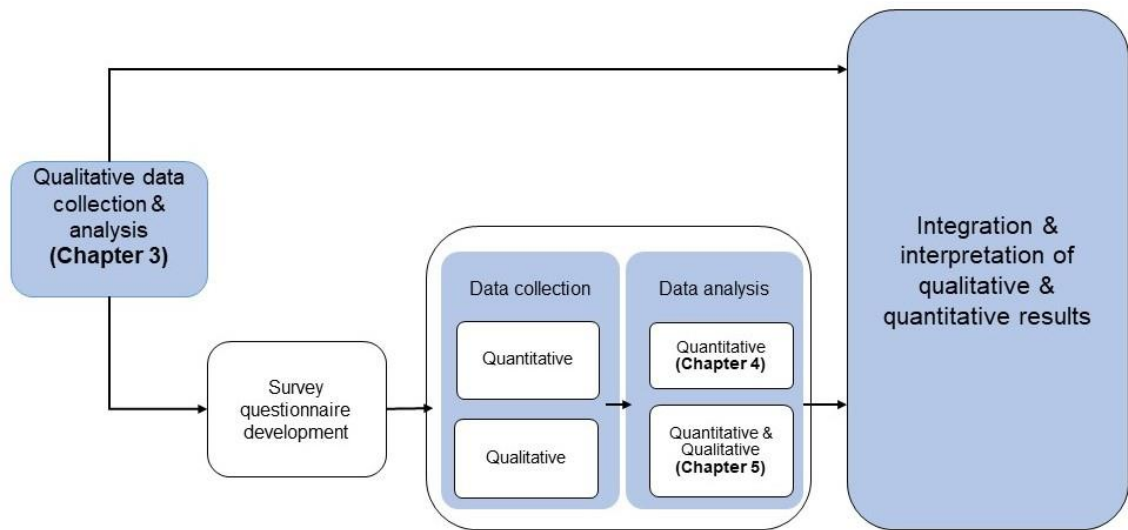 Qualitative data
collection &
analysis
(Chapter 3)
Survey
questionnaire
development
Data collection
Quantitative
Qualitative
Data analysis
Quantitative
(Chapter 4)
Quantitative &
Qualitative
(Chapter 5)
Integration &
interpretation of
qualitative &
quantitative results